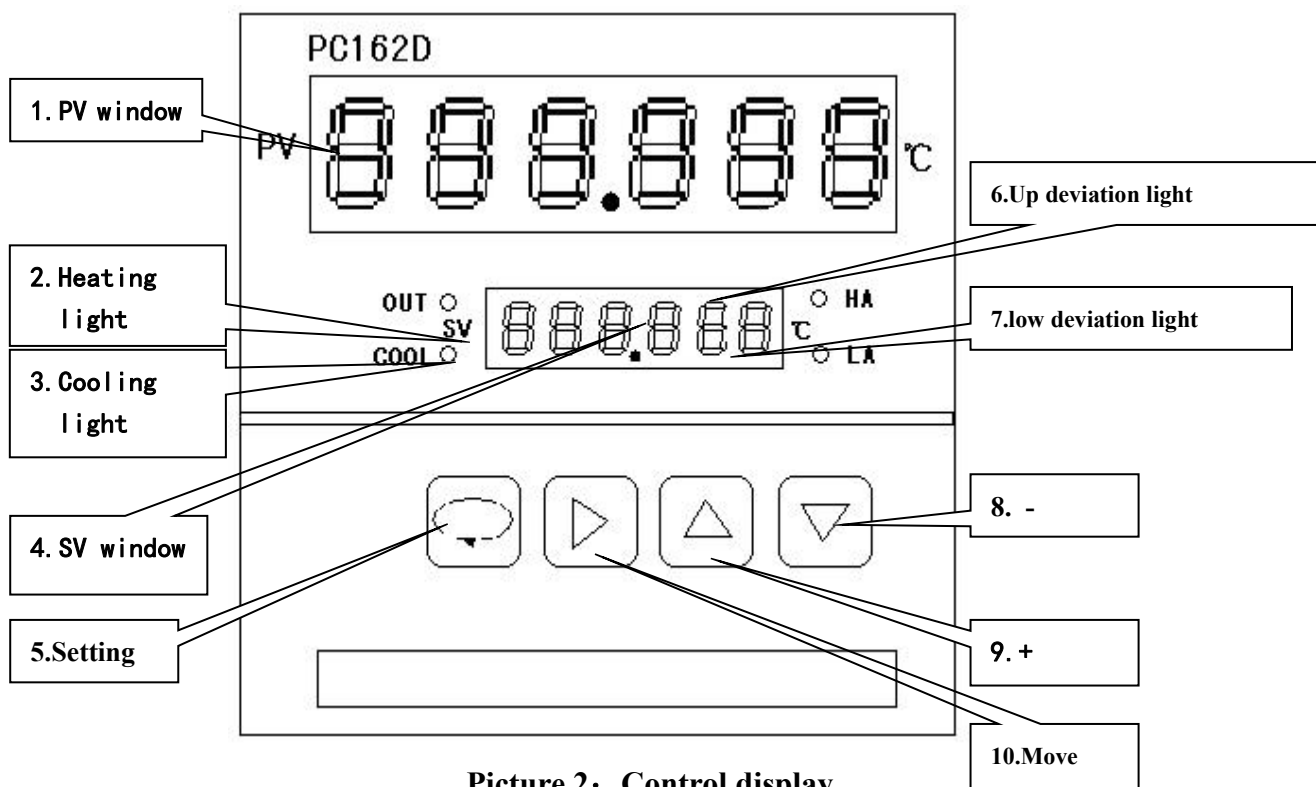 PC162D
1. PV window
PV
℃
6.Up deviation light
2. Heating
light
OUT
HA
SV
℃
7.low deviation light
COOL
LA
3. Cooling
light
4. SV window
8. -
5.Setting
9. +
10.Move
Picture 2: Control display